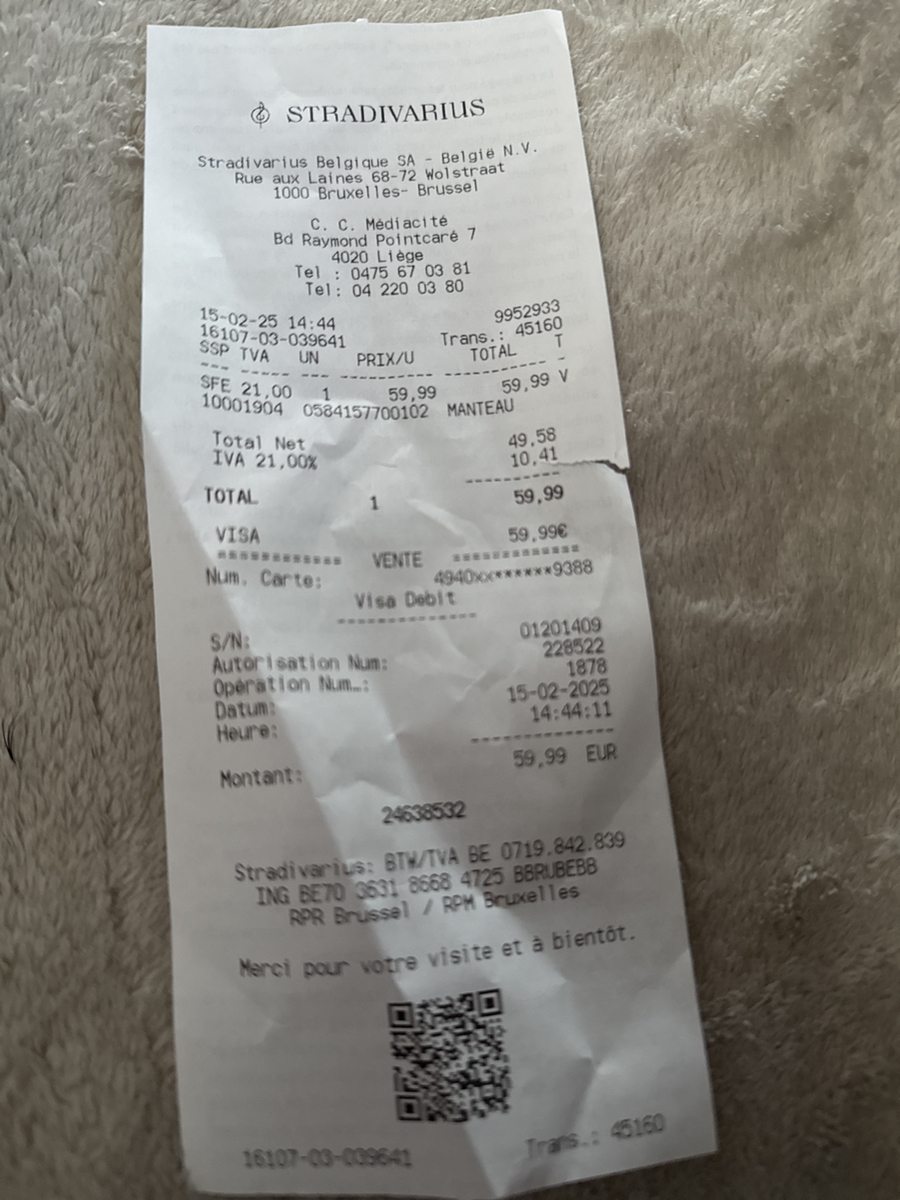 STRADIVARIUS
Stradivarius Belgique SA - België N.V.
Rue aux Laines 68-72 Wolstraat
1000 Bruxelles- Brussel
C. C. Médiacité
Bd Raymond Pointcaré 7
4020 Liège
Tel : 0475 67 03 81
Tel: 04 220 03 80
15-02-25 14:44 9952933
16107-03-039641 Trans.: 45160
SSP TVA UN PRIX/U TOTAL T
--- ----- --- ---------- ----------- -
SFE 21,00 1 59,99 59,99 V
10001904 0584157700102 MANTEAU
Total Net 49,58
IVA 21,00% 10,41
----------
TOTAL 1 59,99
VISA 59,99€
============ VENTE ============
Num. Carte: 4940xx******9388
Visa Debit
-------------
S/N: 01201409
Autorisation Num: 228522
Opération Num…: 1878
Datum: 15-02-2025
Heure: 14:44:11
-------------
Montant: 59,99 EUR
24638532
Stradivarius: BTW/TVA BE 0719.842.839
ING BE70 3631 8668 4725 BBRUBEBB
RPR Brussel / RPM Bruxelles
Merci pour votre visite et à bientôt.
16107-03-039641 Trans.: 45160